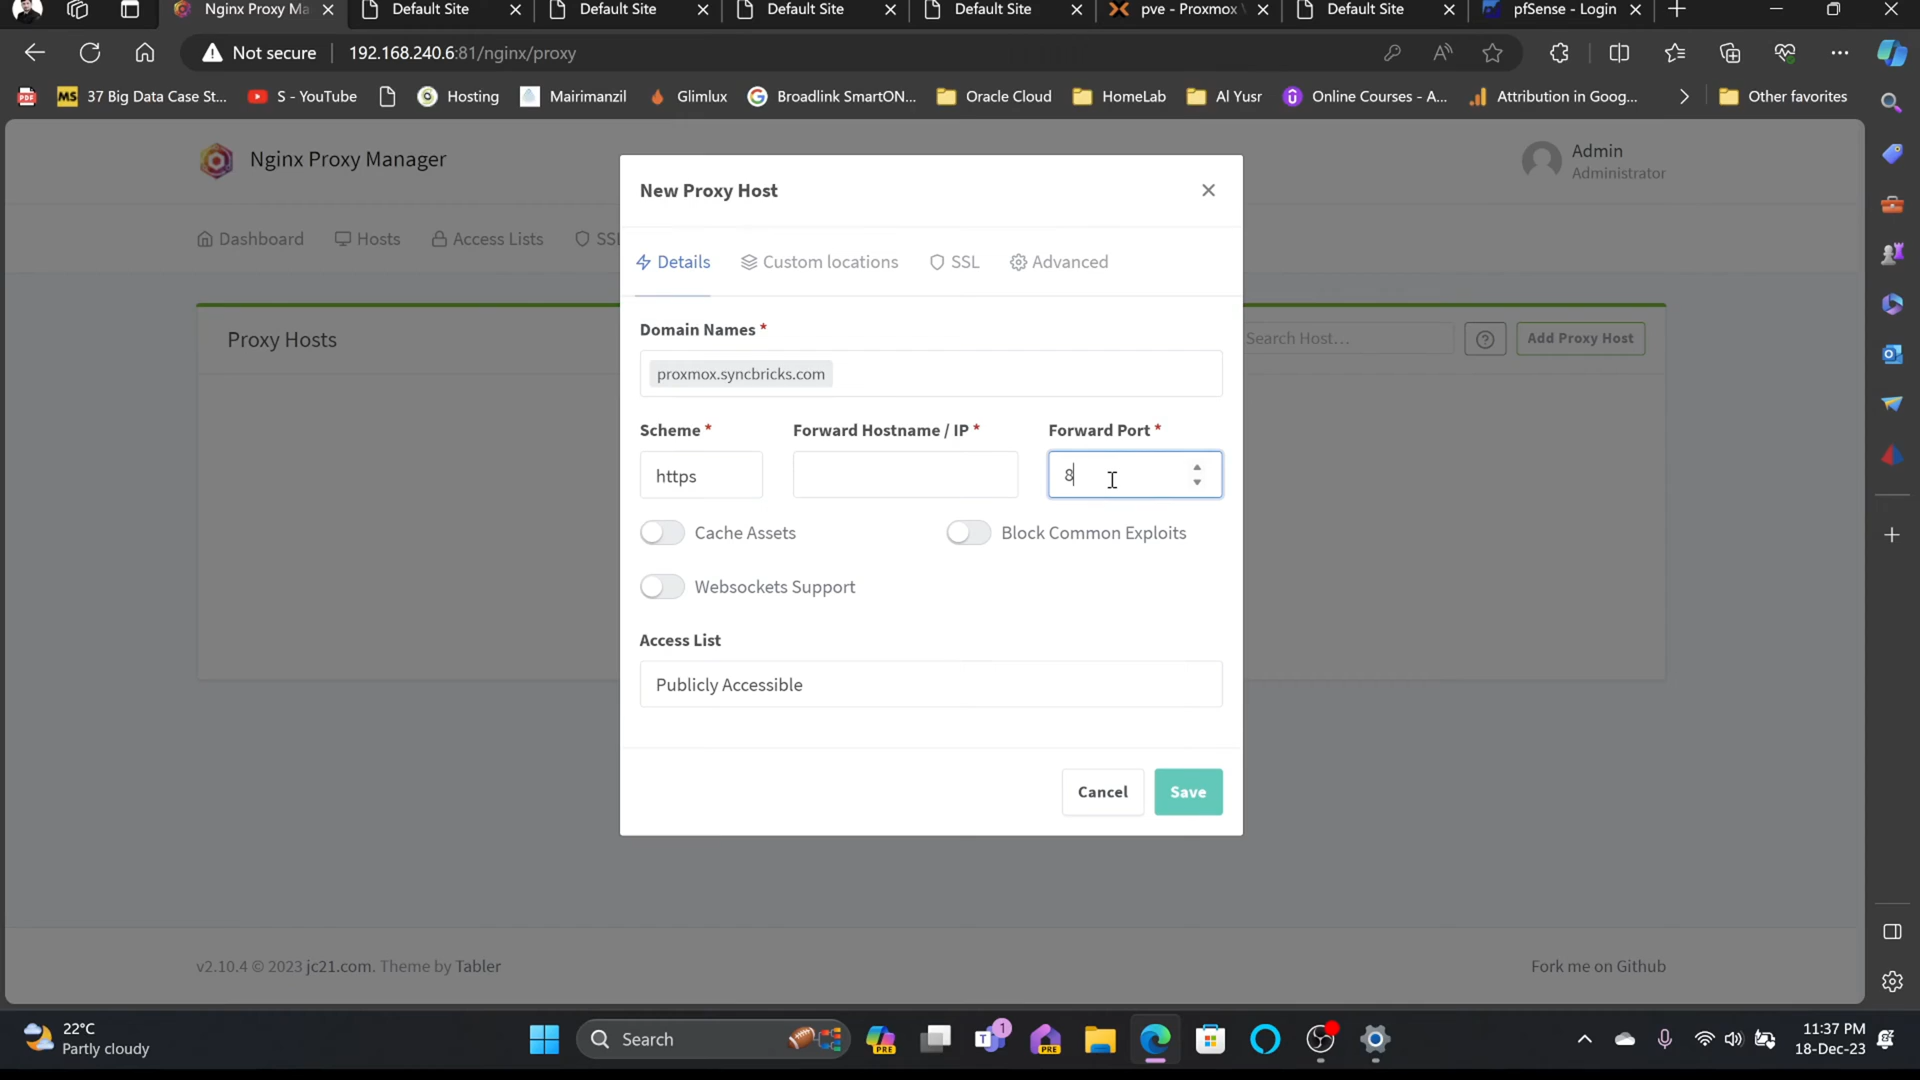 Nginx Proxy Ma
Default Site
Default Site
Default Site
Default Site
pve - Proxmox
Default Site
pfSense - Login
Not secure
192.168.240.6:81/nginx/proxy
37 Big Data Case St...
S - YouTube
Hosting
Mairimanzil
Glimlux
Broadlink SmartON...
Oracle Cloud
HomeLab
Al Yusr
Online Courses - A...
Attribution in Goog...
Other favorites
Nginx Proxy Manager
Admin
Administrator
Dashboard
Hosts
Access Lists
SS
New Proxy Host
Details
Custom locations
SSL
Advanced
Proxy Hosts
Search Host…
Add Proxy Host
Domain Names *
proxmox.syncbricks.com
Scheme *
Forward Hostname / IP *
Forward Port *
https
8
Cache Assets
Block Common Exploits
Websockets Support
Access List
Publicly Accessible
Cancel
Save
v2.10.4 © 2023 jc21.com. Theme by Tabler
Fork me on Github
22°C
Partly cloudy
Search
PRE
1
PRE
11:37 PM
18-Dec-23